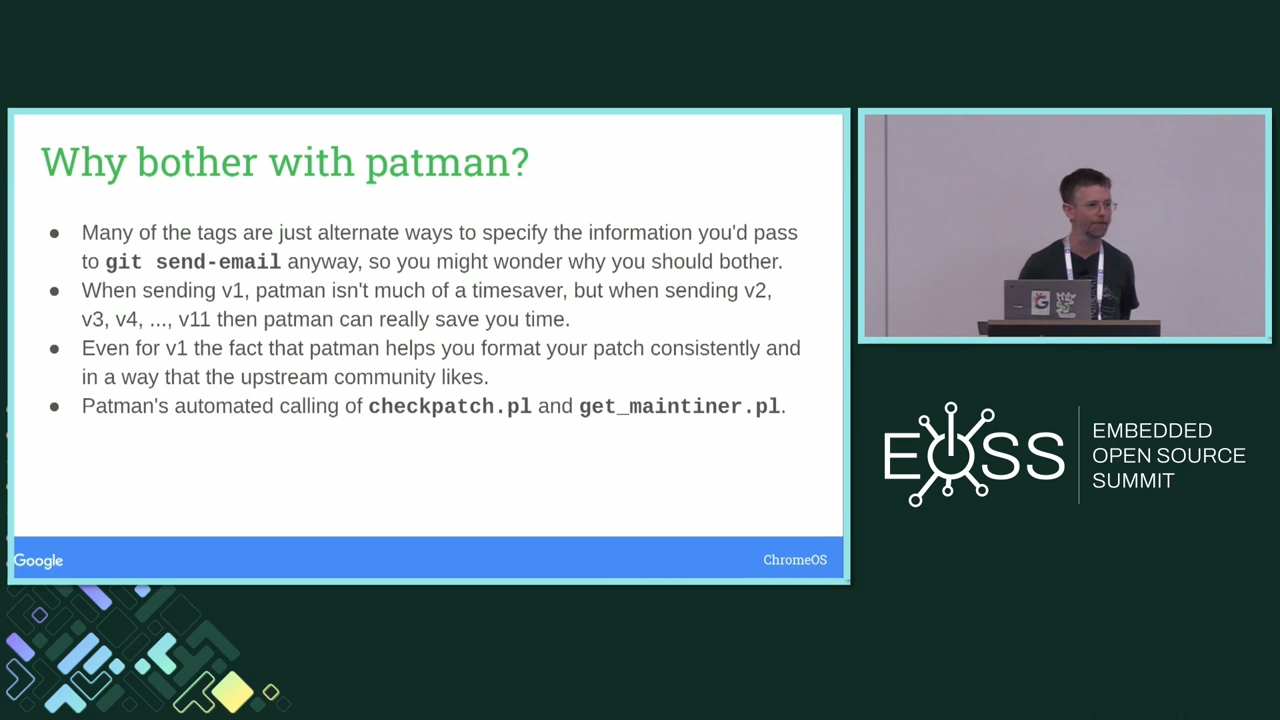 Why bother with patman?
● Many of the tags are just alternate ways to specify the information you'd pass
to git send-email anyway, so you might wonder why you should bother.
● When sending v1, patman isn't much of a timesaver, but when sending v2,
v3, v4, ..., v11 then patman can really save you time.
● Even for v1 the fact that patman helps you format your patch consistently and
in a way that the upstream community likes.
● Patman's automated calling of checkpatch.pl and get_maintiner.pl.
Google
ChromeOS
EOSS
EMBEDDED
OPEN SOURCE
SUMMIT